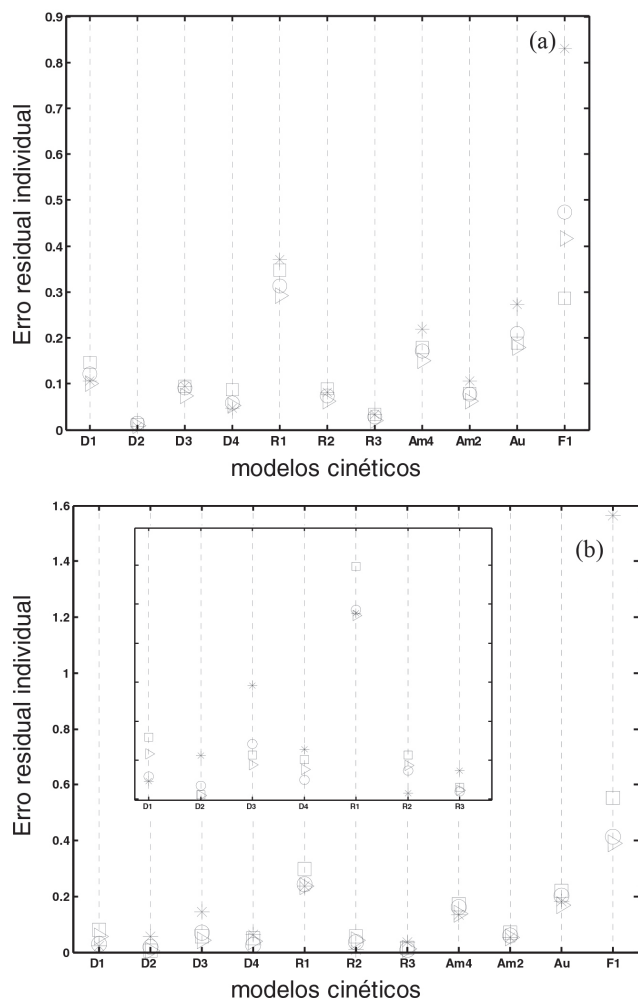 (a)
0.9
0.8
0.7
0.6
0.5
0.4
0.3
0.2
0.1
0
Erro residual individual
D1 D2 D3 D4 R1 R2 R3 Am4 Am2 Au F1
modelos cinéticos
(b)
1.6
1.4
1.2
1
0.8
0.6
0.4
0.2
0
Erro residual individual
D1 D2 D3 D4 R1 R2 R3
D1 D2 D3 D4 R1 R2 R3 Am4 Am2 Au F1
modelos cinéticos